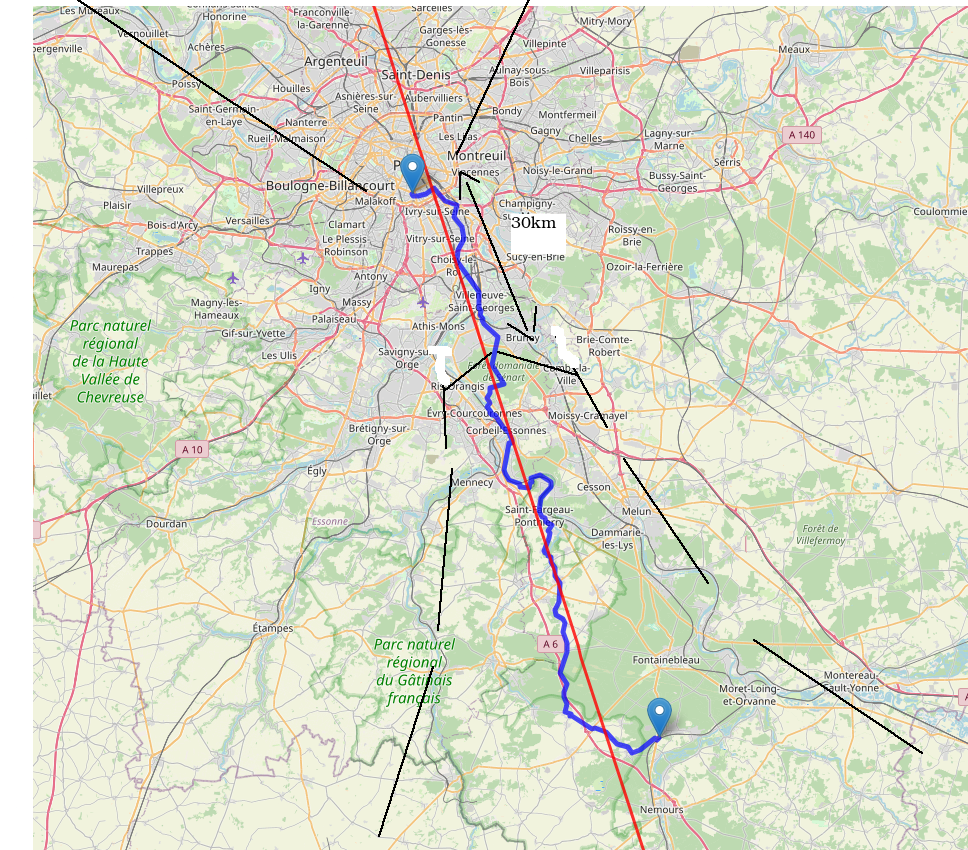 Les Mureaux
Vernouillet
Honorine
Franconville-
la-Garenne
Sarcelles
Garges-lès-
Gonesse
Mitry-Mory
Villepinte
Meaux
Achères
Argenteuil
Saint-Denis
Aulnay-sous-
Bois
Villeparisis
Poissy
Houilles
Asnières-sur-
Seine
Aubervilliers
Bondy
Montfermeil
Saint-Germain-
en-Laye
Nanterre
Pantin
Gagny
Chelles
Lagny-sur-
Marne
A 140
Rueil-Malmaison
Les Lilas
Montreuil
Serris
Vincennes
Noisy-le-Grand
Bussy-Saint-
Georges
Villepreux
Boulogne-Billancourt
Malakoff
Plaisir
Ivry-sur-Seine
Champigny-
Coulommiers
Bois-d'Arcy
Versailles
Clamart
30km
Roissy-en-
Brie
Trappes
Le Plessis
Robinson
Vitry-sur-Seine
Maurepas
Antony
Choisy-le-
Roi
Sucy-en-Brie
Ozoir-la-Ferrière
Igny
Magny-les-
Hameaux
Massy
Villeneuve-
Saint-Georges
Palaiseau
Athis-Mons
Gif-sur-Yvette
Brunoy
Brie-Comte-
Robert
Parc naturel
régional
de la Haute
Vallée de
Chevreuse
Les Ulis
Savigny-sur-
Orge
Forêt domaniale
de Sénart
Combs-la-
Ville
Ris-Orangis
Évry-Courcouronnes
Moissy-Cramayel
Brétigny-sur-
Orge
Corbeil-Essonnes
A 10
Égly
Mennecy
Cesson
Dourdan
Essonne
Saint-Fargeau-
Ponthierry
Melun
Dammarie-
les-Lys
Forêt de
Villefermoy
Étampes
Parc naturel
régional
du Gâtinais
français
A 6
Fontainebleau
Montereau-
Fault-Yonne
Moret-Loing-
et-Orvanne
Nemours